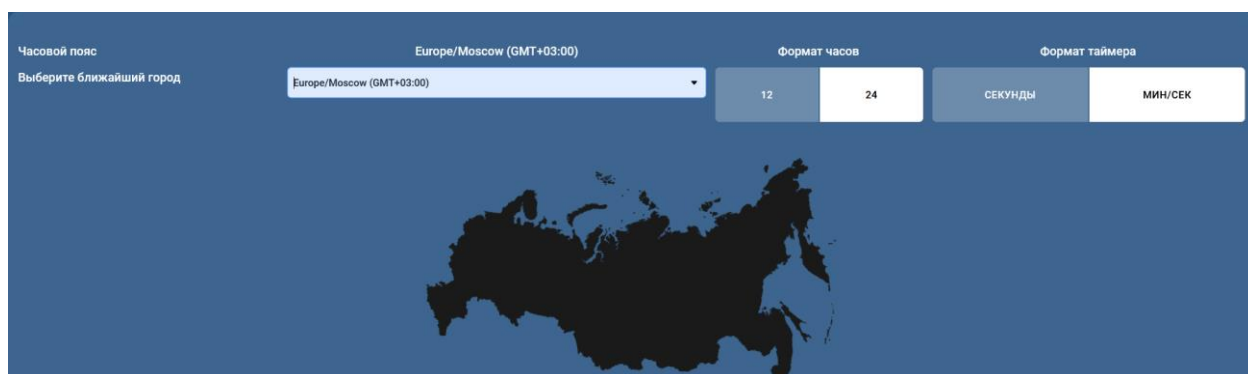 Часовой пояс
Europe/Moscow (GMT+03:00)
Формат часов
Формат таймера
Выберите ближайший город
Europe/Moscow (GMT+03:00)
12
24
СЕКУНДЫ
МИН/СЕК